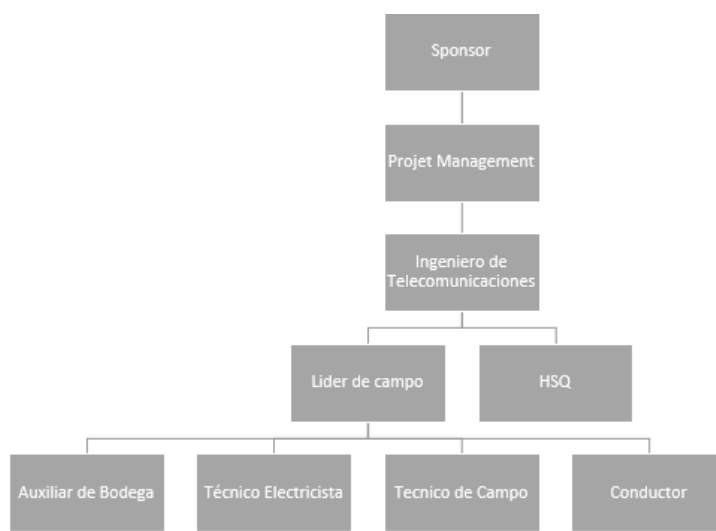 Sponsor
Projet Management
Ingeniero de
Telecomunicaciones
Lider de campo
HSQ
Auxiliar de Bodega
Técnico Electricista
Tecnico de Campo
Conductor